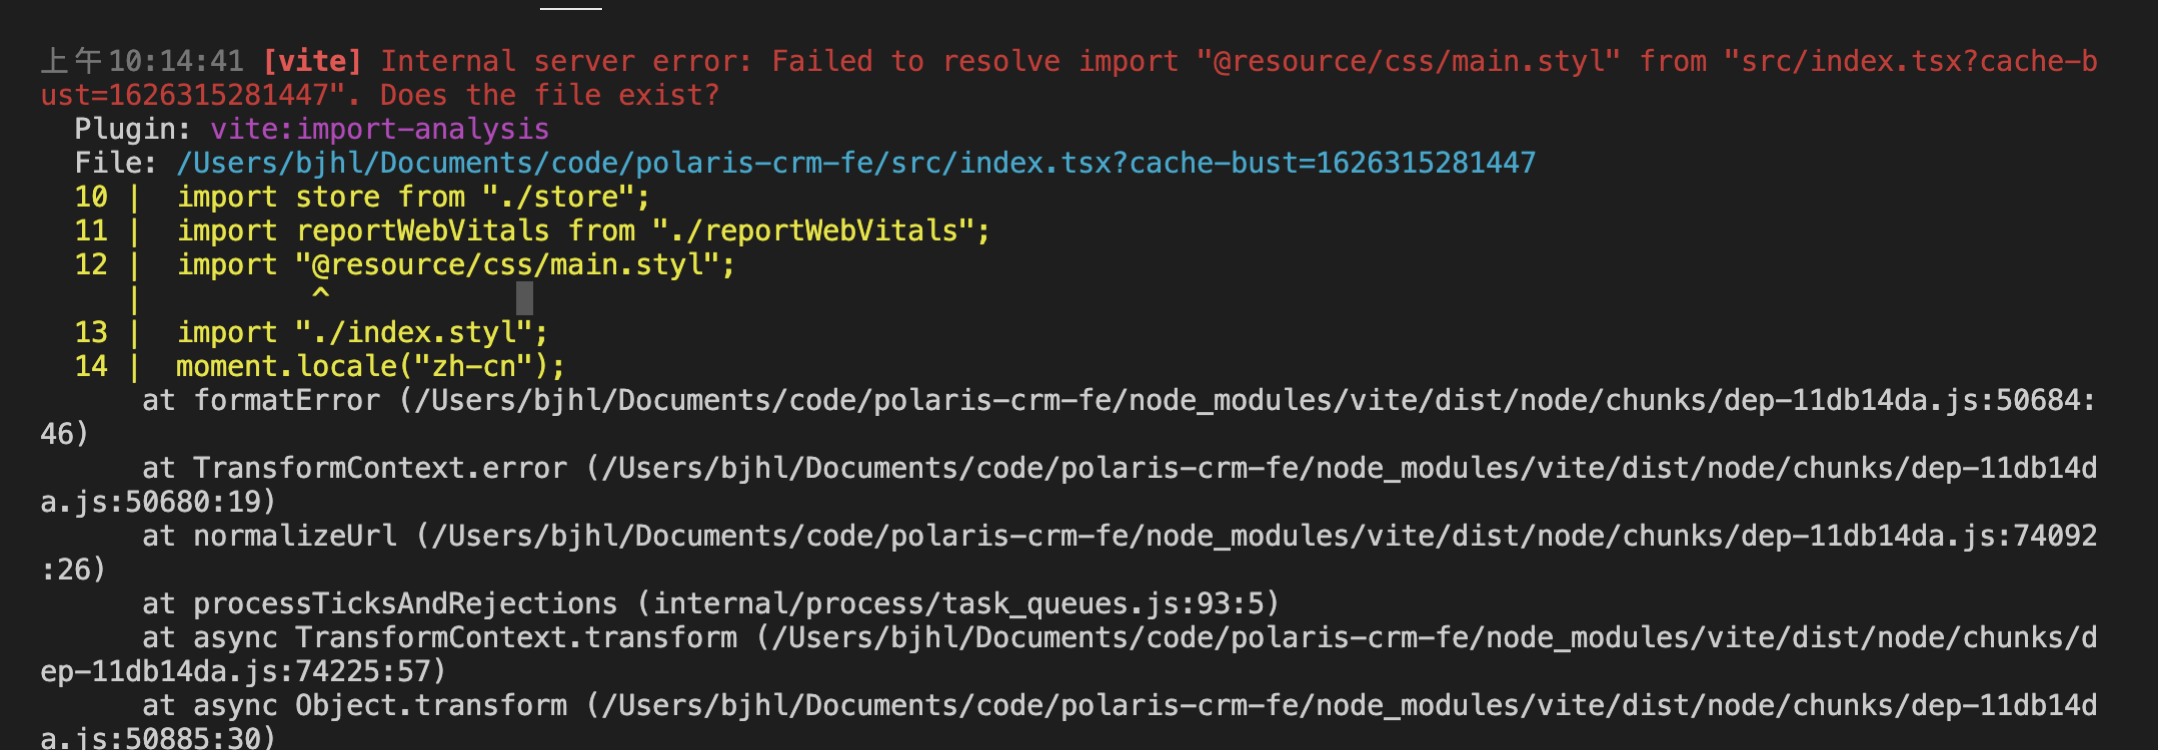 上午10:14:41 [vite] Internal server error: Failed to resolve import "@resource/css/main.styl" from "src/index.tsx?cache-b
ust=1626315281447". Does the file exist?
  Plugin: vite:import-analysis
  File: /Users/bjhl/Documents/code/polaris-crm-fe/src/index.tsx?cache-bust=1626315281447
  10 |  import store from "./store";
  11 |  import reportWebVitals from "./reportWebVitals";
  12 |  import "@resource/css/main.styl";
     |          ^
  13 |  import "./index.styl";
  14 |  moment.locale("zh-cn");
      at formatError (/Users/bjhl/Documents/code/polaris-crm-fe/node_modules/vite/dist/node/chunks/dep-11db14da.js:50684:
46)
      at TransformContext.error (/Users/bjhl/Documents/code/polaris-crm-fe/node_modules/vite/dist/node/chunks/dep-11db14d
a.js:50680:19)
      at normalizeUrl (/Users/bjhl/Documents/code/polaris-crm-fe/node_modules/vite/dist/node/chunks/dep-11db14da.js:74092
:26)
      at processTicksAndRejections (internal/process/task_queues.js:93:5)
      at async TransformContext.transform (/Users/bjhl/Documents/code/polaris-crm-fe/node_modules/vite/dist/node/chunks/d
ep-11db14da.js:74225:57)
      at async Object.transform (/Users/bjhl/Documents/code/polaris-crm-fe/node_modules/vite/dist/node/chunks/dep-11db14d
a.js:50885:30)